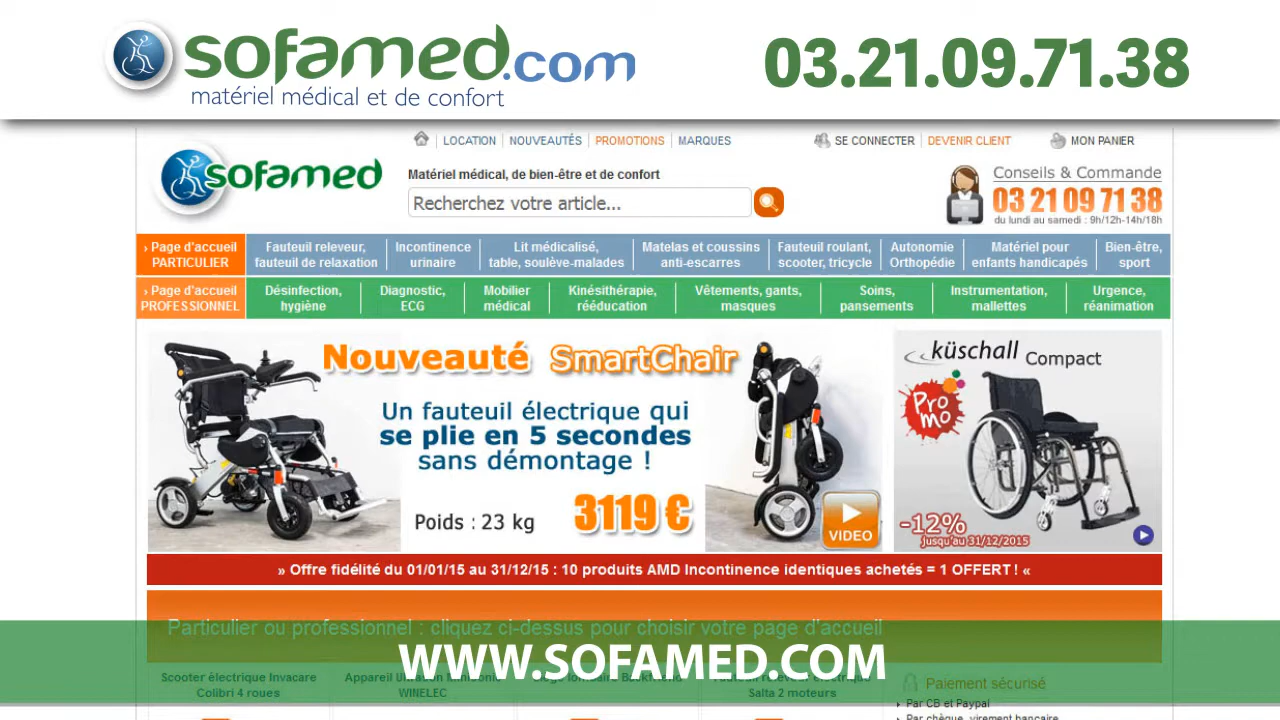 sofamed.com
matériel médical et de confort
03.21.09.71.38
LOCATION
NOUVEAUTÉS
PROMOTIONS
MARQUES
SE CONNECTER
DEVENIR CLIENT
MON PANIER
sofamed
Matériel médical, de bien-être et de confort
Recherchez votre article...
Conseils & Commande
03 21 09 71 38
du lundi au samedi : 9h/12h-14h/18h
› Page d'accueil
PARTICULIER
Fauteuil releveur,
fauteuil de relaxation
Incontinence
urinaire
Lit médicalisé,
table, soulève-malades
Matelas et coussins
anti-escarres
Fauteuil roulant,
scooter, tricycle
Autonomie
Orthopédie
Matériel pour
enfants handicapés
Bien-être,
sport
› Page d'accueil
PROFESSIONNEL
Désinfection,
hygiène
Diagnostic,
ECG
Mobilier
médical
Kinésithérapie,
rééducation
Vêtements, gants,
masques
Soins,
pansements
Instrumentation,
mallettes
Urgence,
réanimation
Nouveauté SmartChair
Un fauteuil électrique qui
se plie en 5 secondes
sans démontage !
Poids : 23 kg
3119 €
VIDEO
küschall Compact
Promo
-12%
jusqu'au 31/12/2015
» Offre fidélité du 01/01/15 au 31/12/15 : 10 produits AMD Incontinence identiques achetés = 1 OFFERT ! «
Particulier ou professionnel : cliquez ci-dessus pour choisir votre page d'accueil
WWW.SOFAMED.COM
Scooter électrique Invacare
Colibri 4 roues
Appareil
WINELEC
Salta 2 moteurs
Paiement sécurisé
Par CB et Paypal
Par chèque, virement bancaire